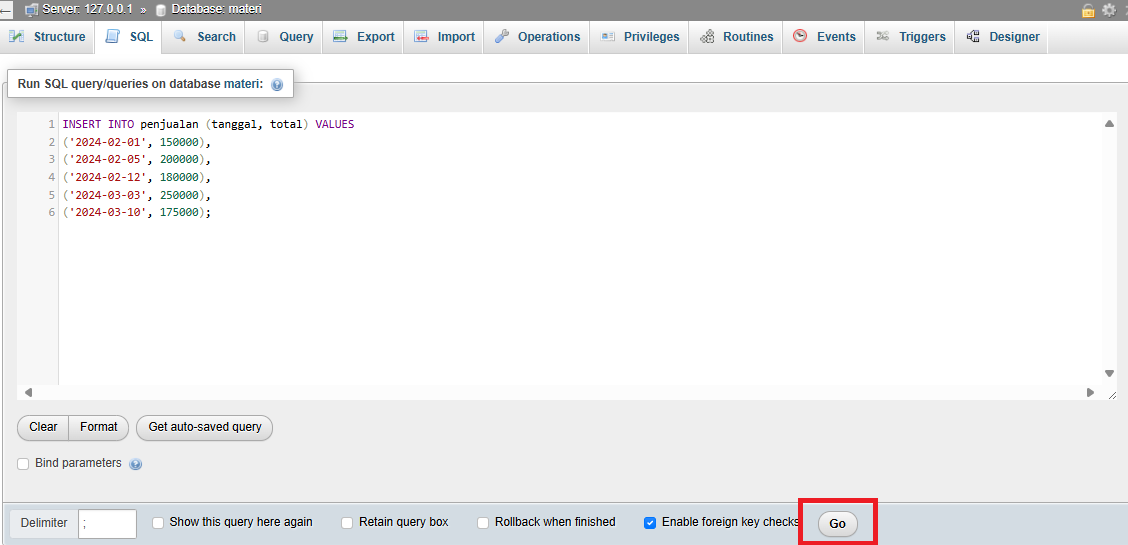 Server: 127.0.0.1 » Database: materi
Structure SQL Search Query Export Import Operations Privileges Routines Events Triggers Designer
Run SQL query/queries on database materi:
1 INSERT INTO penjualan (tanggal, total) VALUES
2 ('2024-02-01', 150000),
3 ('2024-02-05', 200000),
4 ('2024-02-12', 180000),
5 ('2024-03-03', 250000),
6 ('2024-03-10', 175000);
Clear Format Get auto-saved query
Bind parameters
Delimiter ; Show this query here again Retain query box Rollback when finished Enable foreign key checks Go